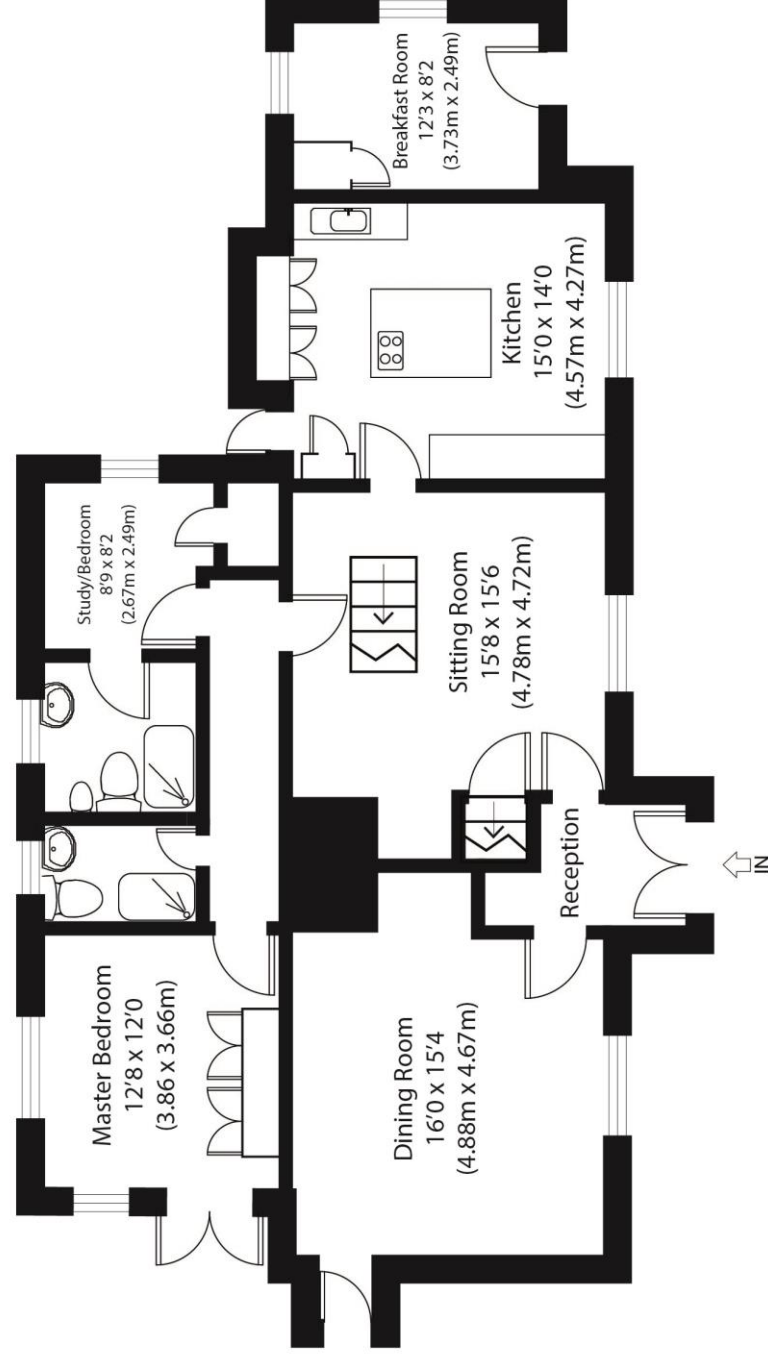 Master Bedroom
12'8 x 12'0
(3.86 x 3.66m)
Study/Bedroom
8'9 x 8'2
(2.67m x 2.49m)
Dining Room
16'0 x 15'4
(4.88m x 4.67m)
Reception
IN
Sitting Room
15'8 x 15'6
(4.78m x 4.72m)
Kitchen
15'0 x 14'0
(4.57m x 4.27m)
Breakfast Room
12'3 x 8'2
(3.73m x 2.49m)